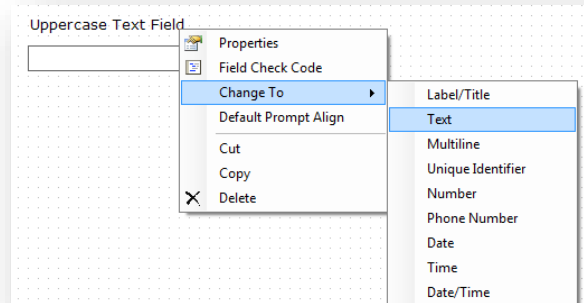 Uppercase Text Field
Properties
Field Check Code
Change To
Default Prompt Align
Cut
Copy
Delete
Label/Title
Text
Multiline
Unique Identifier
Number
Phone Number
Date
Time
Date/Time